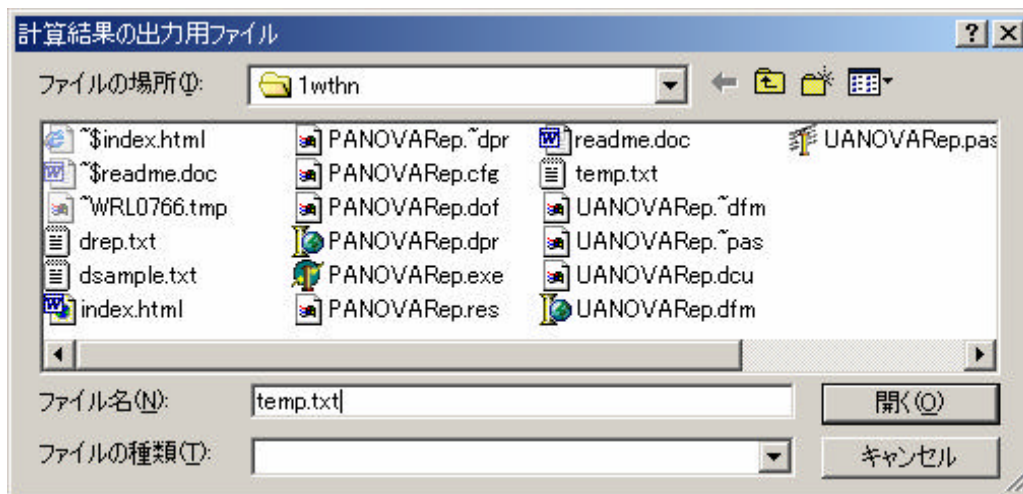 計算結果の出力用ファイル
ファイルの場所(I):
1wthn
~$index.html
~$readme.doc
~WRL0766.tmp
drep.txt
dsample.txt
index.html
PANOVARep.~dpr
PANOVARep.cfg
PANOVARep.dof
PANOVARep.dpr
PANOVARep.exe
PANOVARep.res
readme.doc
temp.txt
UANOVARep.~dfm
UANOVARep.~pas
UANOVARep.dcu
UANOVARep.dfm
UANOVARep.pas
ファイル名(N):
temp.txt
開く(O)
ファイルの種類(T):
キャンセル